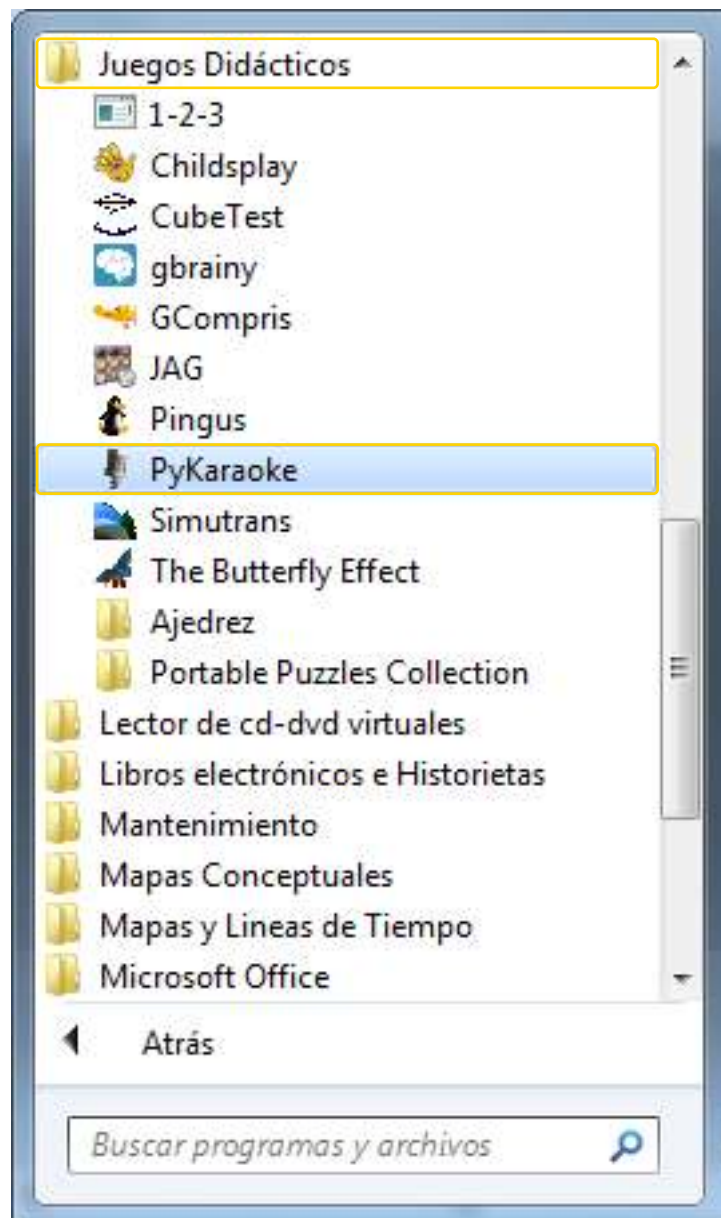 Juegos Didácticos
1-2-3
Childsplay
CubeTest
gbrainy
GCompris
JAG
Pingus
PyKaraoke
Simutrans
The Butterfly Effect
Ajedrez
Portable Puzzles Collection
Lector de cd-dvd virtuales
Libros electrónicos e Historietas
Mantenimiento
Mapas Conceptuales
Mapas y Lineas de Tiempo
Microsoft Office
Atrás
Buscar programas y archivos